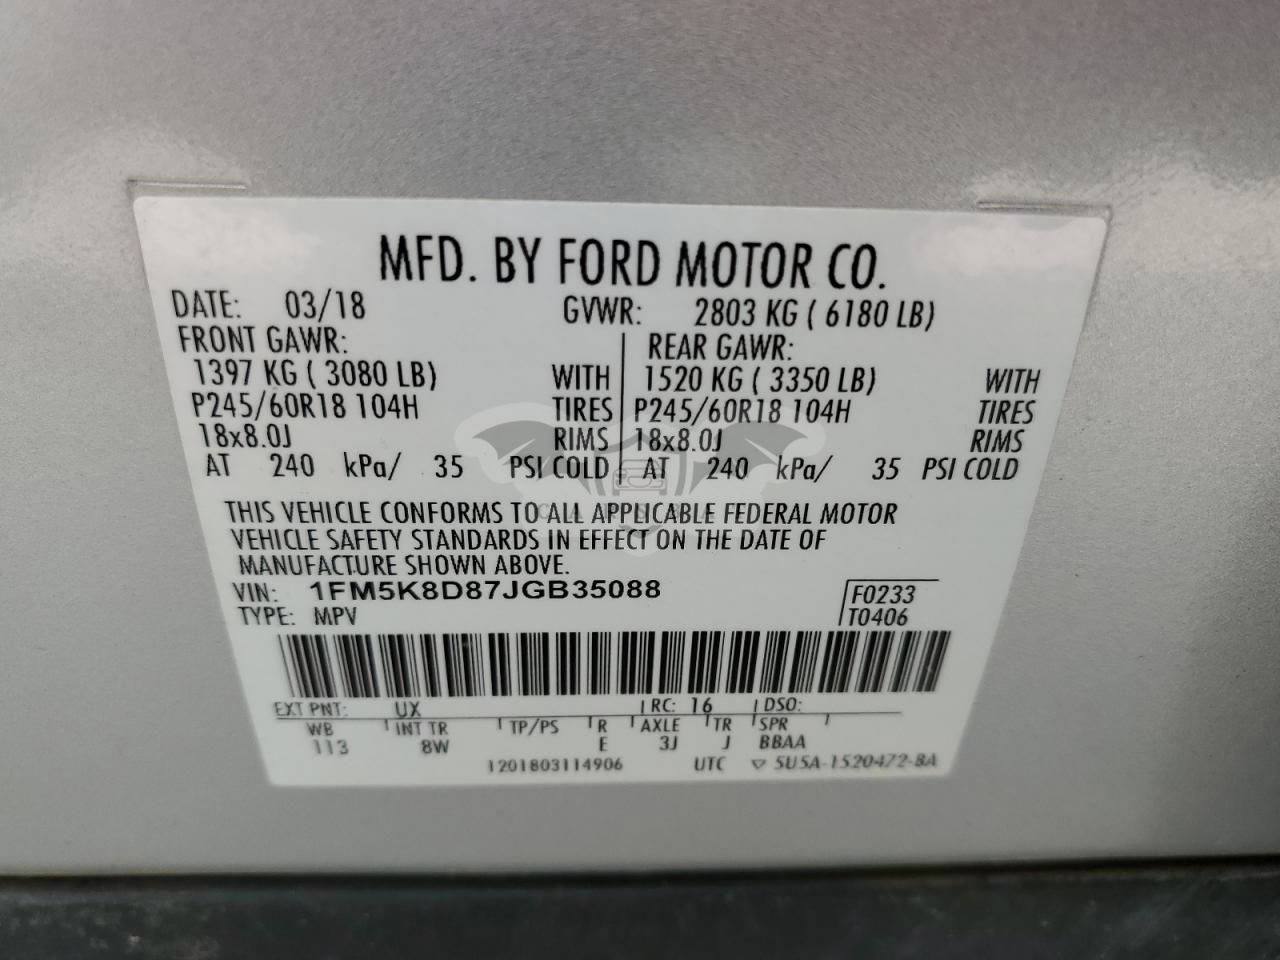 MFD. BY FORD MOTOR CO.
DATE: 03/18 GVWR: 2803 KG ( 6180 LB)
FRONT GAWR: REAR GAWR:
1397 KG ( 3080 LB) WITH 1520 KG ( 3350 LB) WITH
P245/60R18 104H TIRES P245/60R18 104H TIRES
18x8.0J RIMS 18x8.0J RIMS
AT 240 kPa/ 35 PSI COLD AT 240 kPa/ 35 PSI COLD
THIS VEHICLE CONFORMS TO ALL APPLICABLE FEDERAL MOTOR
VEHICLE SAFETY STANDARDS IN EFFECT ON THE DATE OF
MANUFACTURE SHOWN ABOVE.
VIN: 1FM5K8D87JGB35088 F0233
TYPE: MPV T0406
EXT PNT: UX RC: 16 DSO:
WB INT TR TP/PS R AXLE TR SPR
113 8W E 3J J BBAA
1201803114906 UTC ▽ 5U5A-1520472-BA